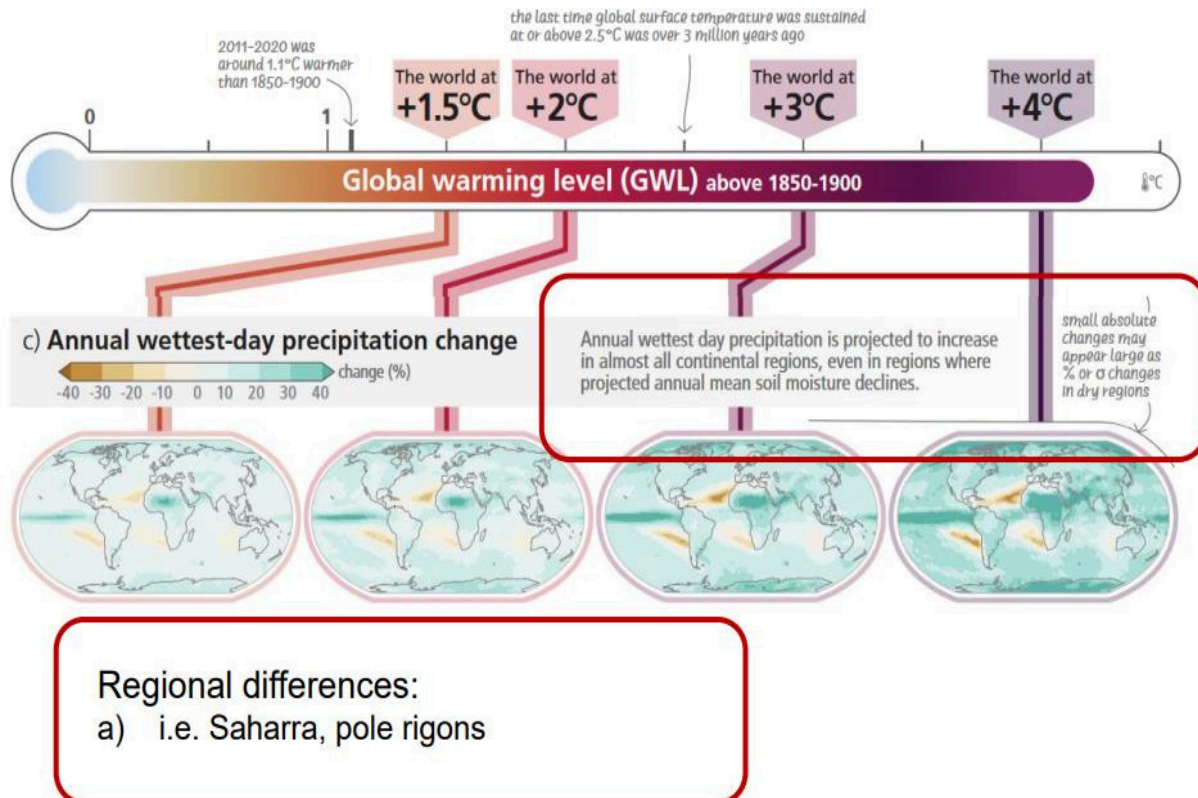 the last time global surface temperature was sustained
at or above 2.5°C was over 3 million years ago
2011-2020 was
around 1.1°C warmer
than 1850-1900
The world at
+1.5°C
The world at
+2°C
The world at
+3°C
The world at
+4°C
0
1
Global warming level (GWL) above 1850-1900
°C
c) Annual wettest-day precipitation change
change (%)
-40 -30 -20 -10 0 10 20 30 40
Annual wettest day precipitation is projected to increase
in almost all continental regions, even in regions where
projected annual mean soil moisture declines.
small absolute
changes may
appear large as
% or σ changes
in dry regions
Regional differences:
a) i.e. Saharra, pole rigons